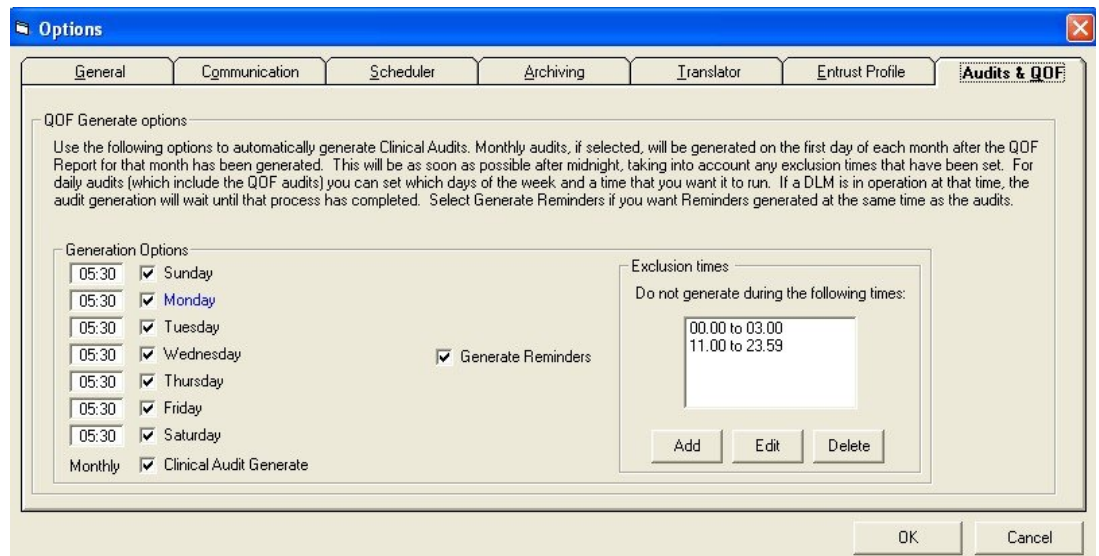 Options
General Communication Scheduler Archiving Translator Entrust Profile Audits & QOF
QOF Generate options
Use the following options to automatically generate Clinical Audits. Monthly audits, if selected, will be generated on the first day of each month after the QOF
Report for that month has been generated. This will be as soon as possible after midnight, taking into account any exclusion times that have been set. For
daily audits (which include the QOF audits) you can set which days of the week and a time that you want it to run. If a DLM is in operation at that time, the
audit generation will wait until that process has completed. Select Generate Reminders if you want Reminders generated at the same time as the audits.
Generation Options
05:30 Sunday
05:30 Monday
05:30 Tuesday
05:30 Wednesday
05:30 Thursday
05:30 Friday
05:30 Saturday
Monthly Clinical Audit Generate
Generate Reminders
Exclusion times
Do not generate during the following times:
00.00 to 03.00
11.00 to 23.59
Add Edit Delete
OK Cancel